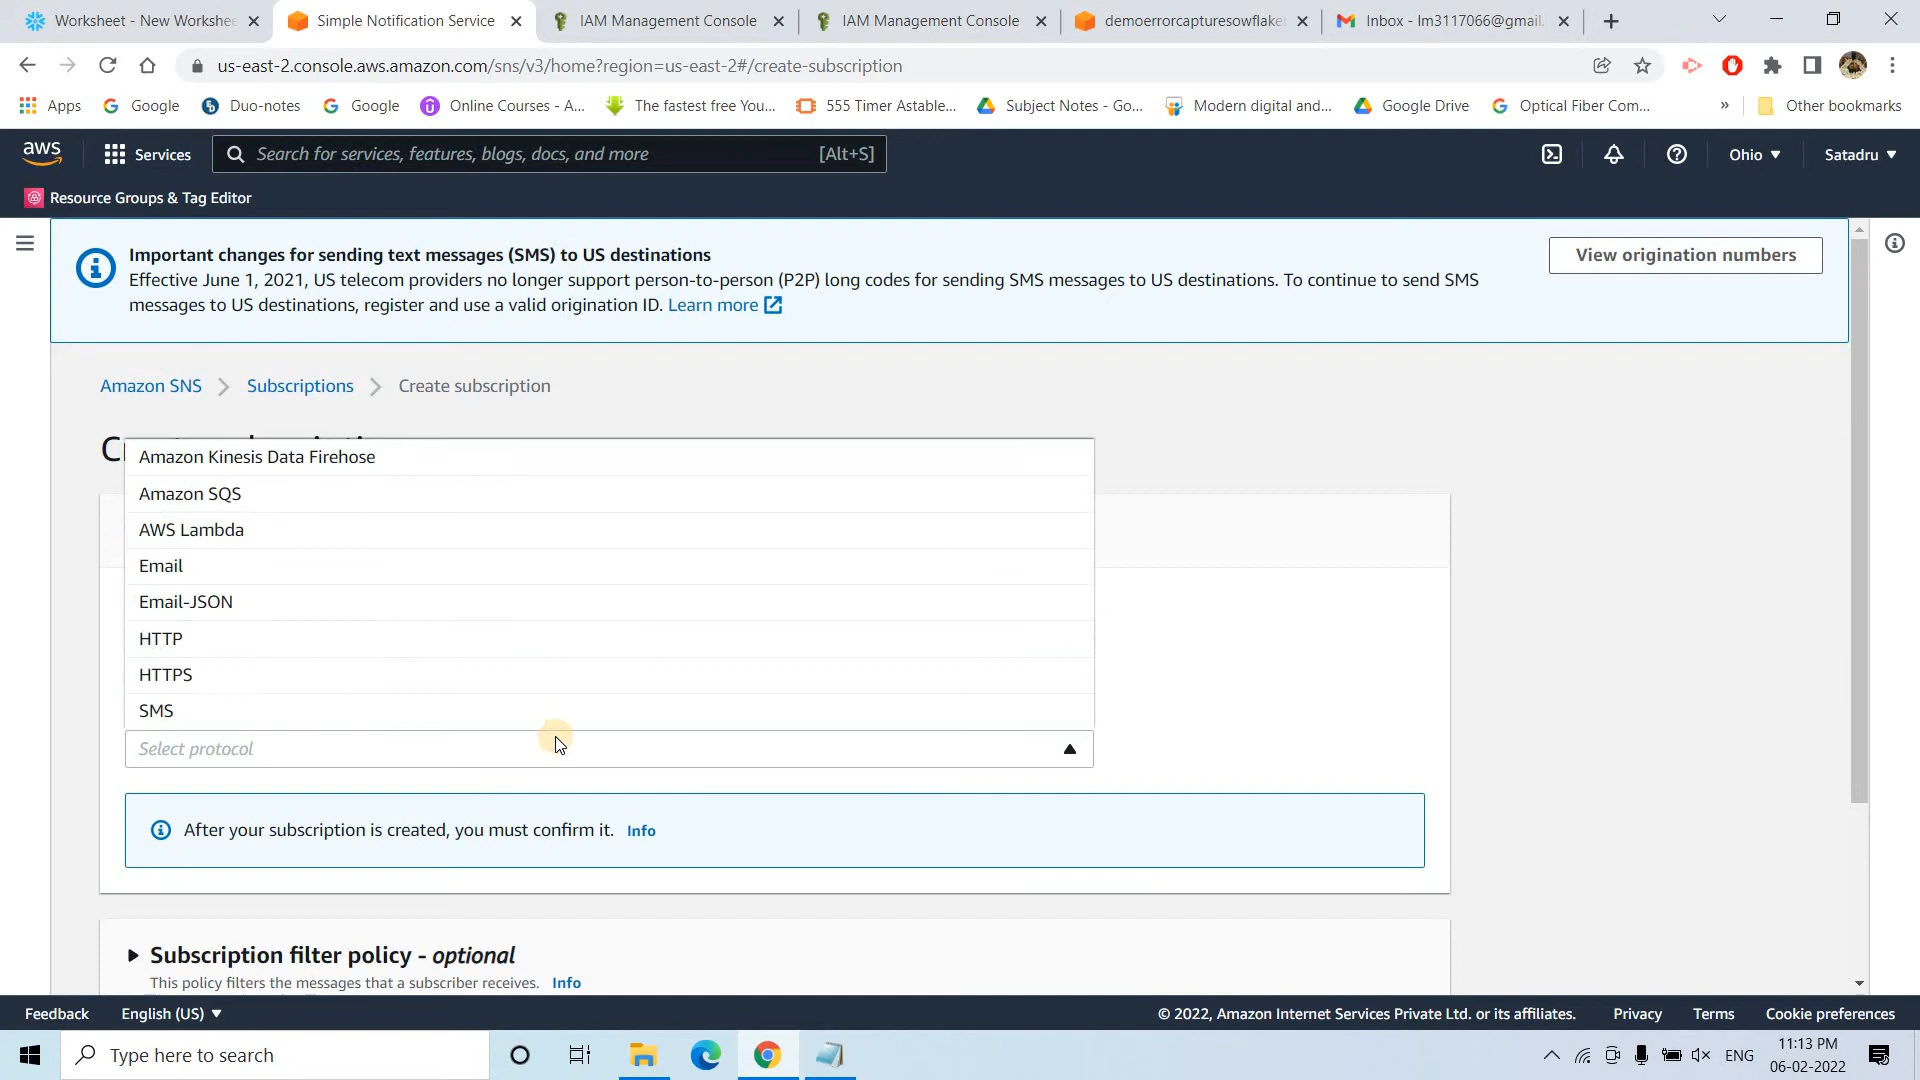 Worksheet - New Workshee
Simple Notification Service
IAM Management Console
IAM Management Console
demoerrorcapturesowflake
Inbox - lm3117066@gmail.
us-east-2.console.aws.amazon.com/sns/v3/home?region=us-east-2#/create-subscription
Apps
Google
Duo-notes
Google
Online Courses - A...
The fastest free You...
555 Timer Astable...
Subject Notes - Go...
Modern digital and...
Google Drive
Optical Fiber Com...
»
Other bookmarks
aws
Services
Search for services, features, blogs, docs, and more
[Alt+S]
Ohio
Satadru
Resource Groups & Tag Editor
Important changes for sending text messages (SMS) to US destinations
Effective June 1, 2021, US telecom providers no longer support person-to-person (P2P) long codes for sending SMS messages to US destinations. To continue to send SMS
messages to US destinations, register and use a valid origination ID. Learn more
View origination numbers
Amazon SNS
Subscriptions
Create subscription
Amazon Kinesis Data Firehose
Amazon SQS
AWS Lambda
Email
Email-JSON
HTTP
HTTPS
SMS
Select protocol
After your subscription is created, you must confirm it. Info
Subscription filter policy - optional
This policy filters the messages that a subscriber receives. Info
Feedback
English (US)
© 2022, Amazon Internet Services Private Ltd. or its affiliates.
Privacy
Terms
Cookie preferences
Type here to search
ENG
11:13 PM
06-02-2022